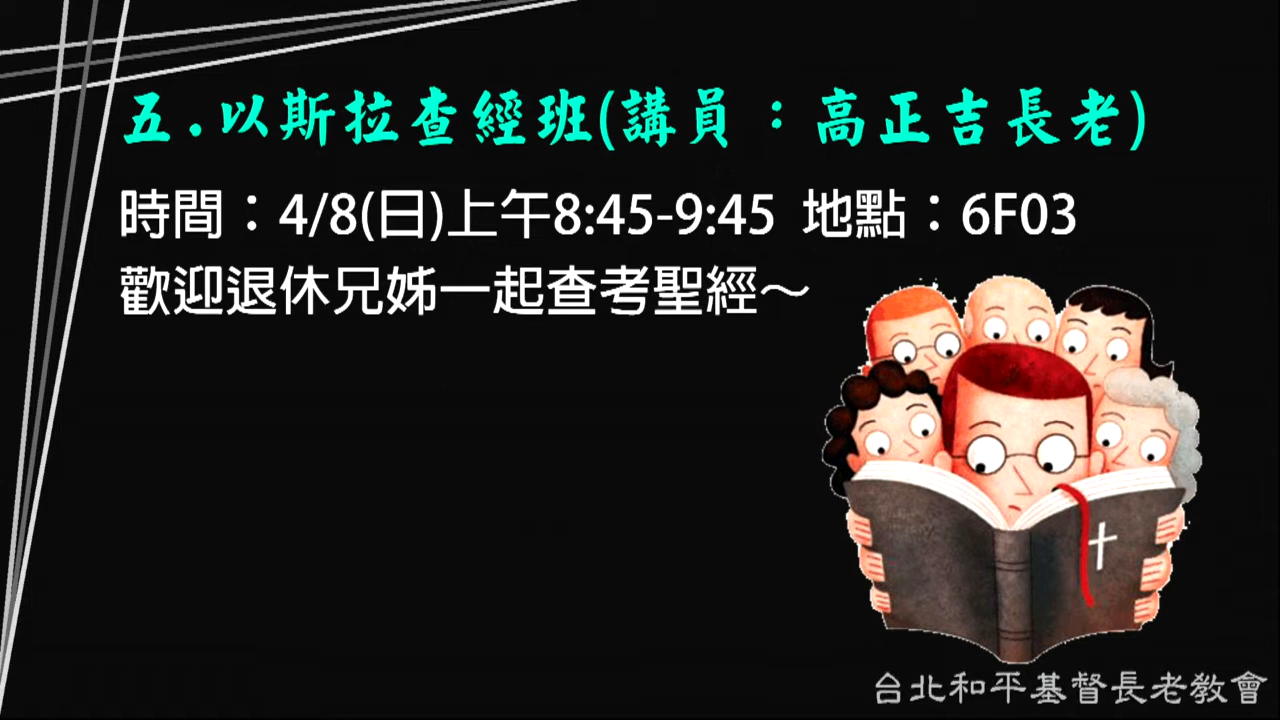 五.以斯拉查經班(講員：高正吉長老)
時間：4/8(日)上午8:45-9:45 地點：6F03
歡迎退休兄姊一起查考聖經～
台北和平基督長老教會